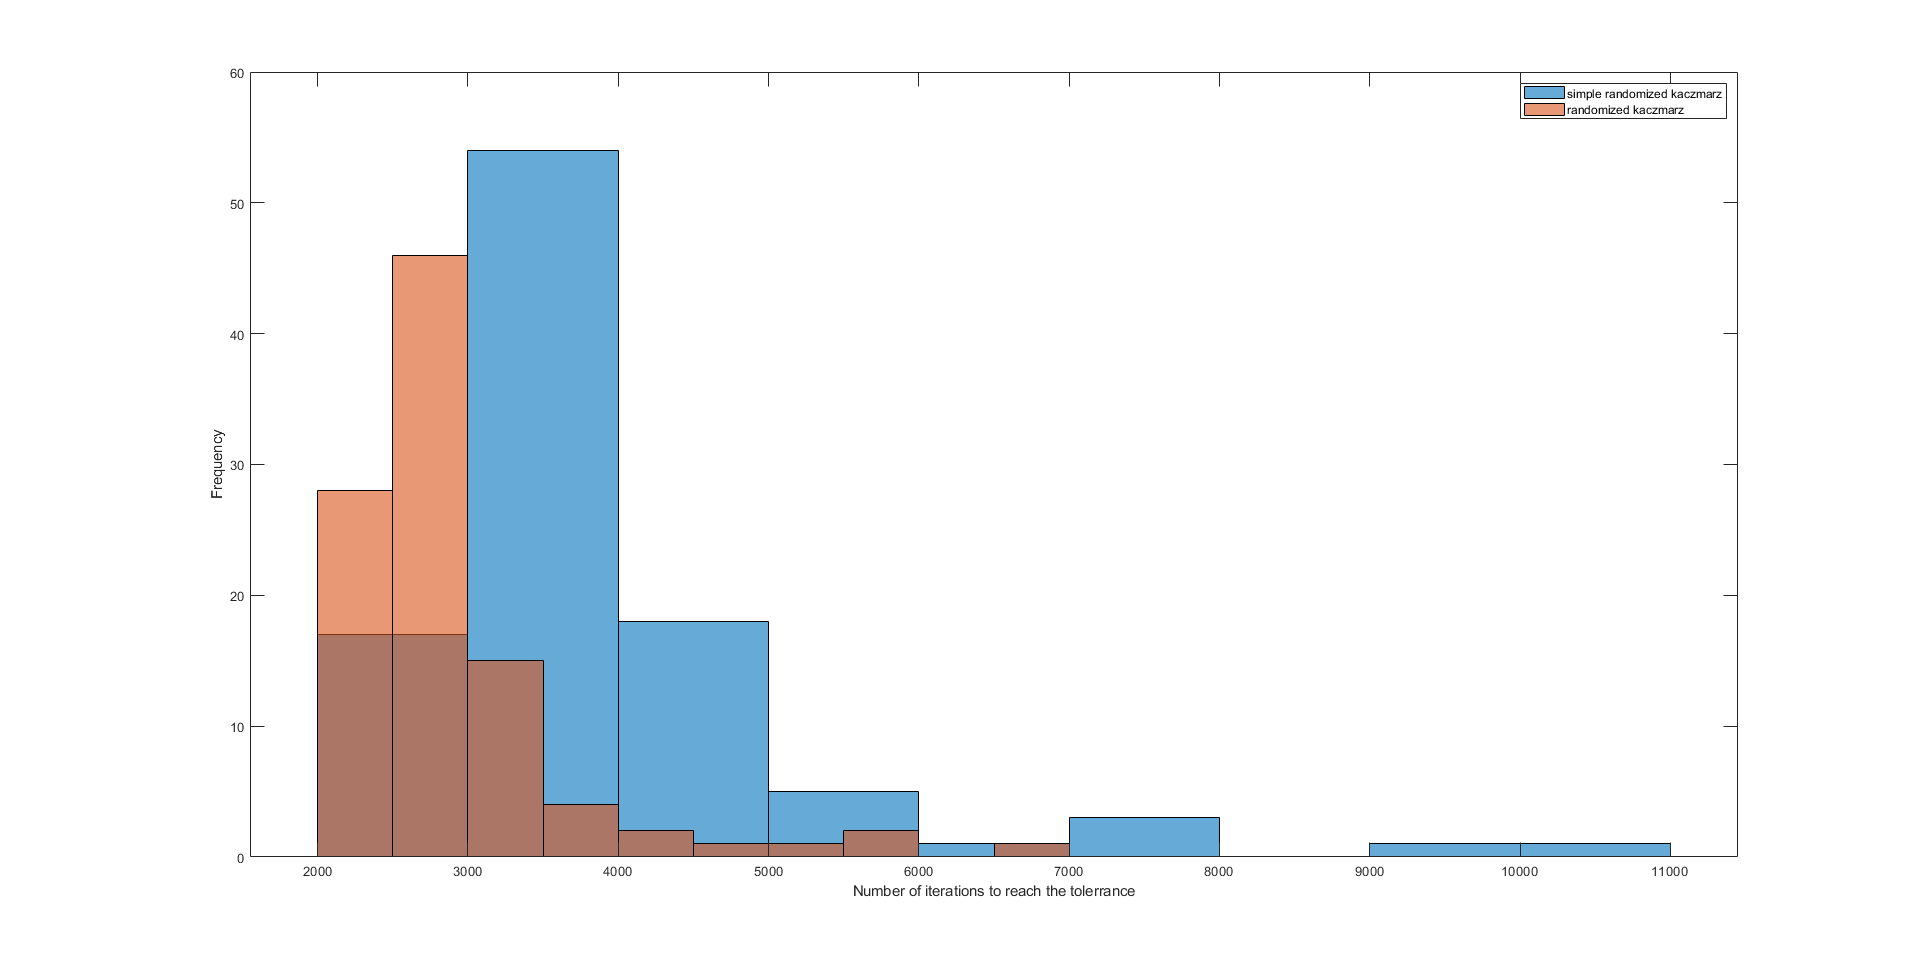 simple randomized kaczmarz
randomized kaczmarz
60
50
40
30
20
10
0
Frequency
2000 3000 4000 5000 6000 7000 8000 9000 10000 11000
Number of iterations to reach the tolerrance